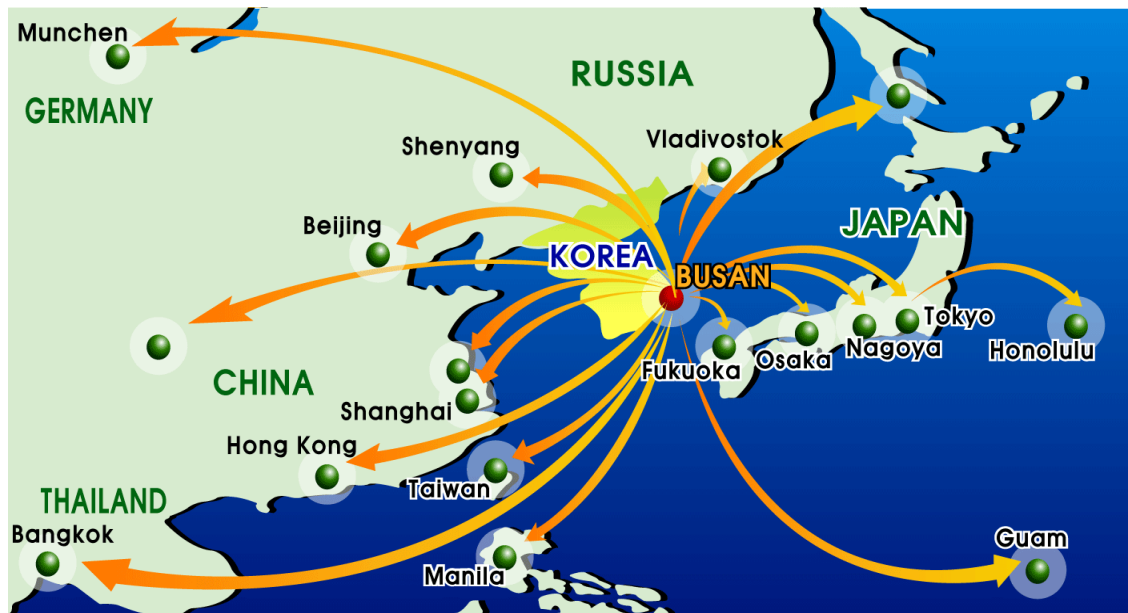 Munchen
GERMANY
RUSSIA
Shenyang
Vladivostok
Beijing
KOREA
BUSAN
JAPAN
Tokyo
Nagoya
Osaka
Fukuoka
Honolulu
CHINA
Shanghai
Hong Kong
Taiwan
THAILAND
Bangkok
Manila
Guam